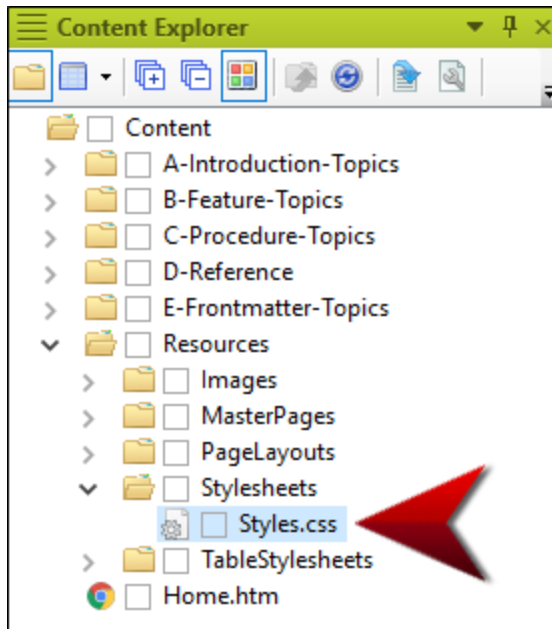 Content Explorer
Content
A-Introduction-Topics
B-Feature-Topics
C-Procedure-Topics
D-Reference
E-Frontmatter-Topics
Resources
Images
MasterPages
PageLayouts
Stylesheets
Styles.css
TableStylesheets
Home.htm